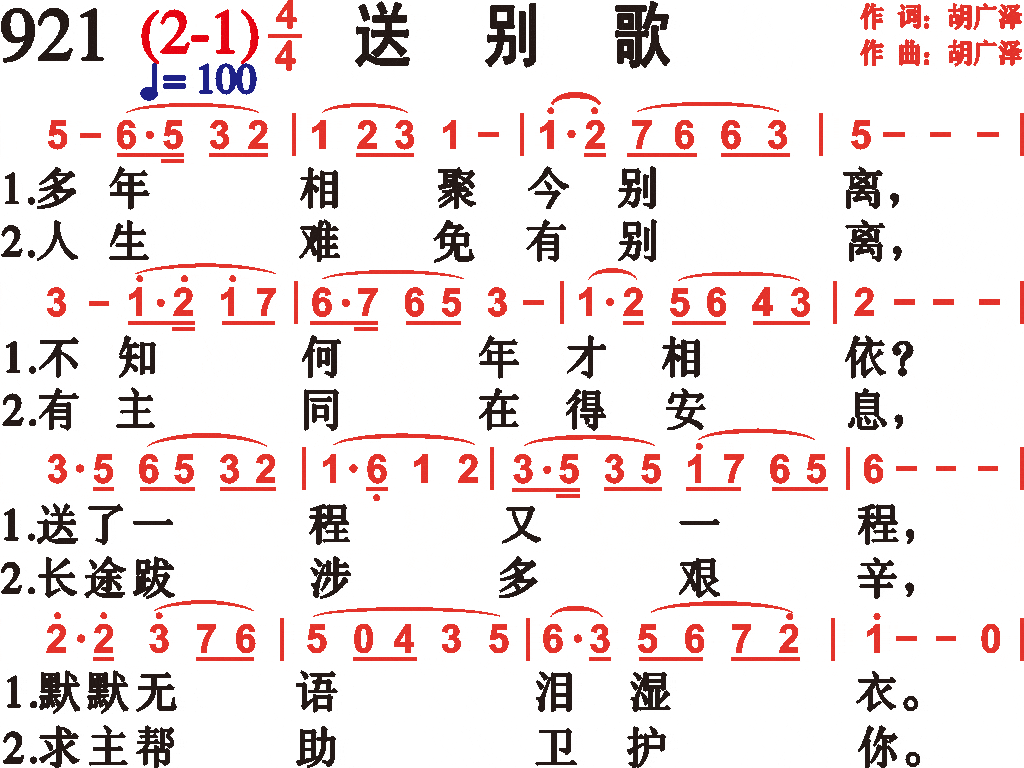 921 (2-1) 4/4 送别歌 作 词：胡广泽
♩= 100 作 曲：胡广泽
5 – 6·5 3 2 | 1 2 3 1 – | i·2̇ 7 6 6 3 | 5 – – – |
1.多年相聚今别离，
2.人生难免有别离，
3 – i·2̇ i 7 | 6·7 6 5 3 – | 1·2 5 6 4 3 | 2 – – – |
1.不知何年才相依？
2.有主同在得安息，
3·5 6 5 3 2 | 1·6̣ 1 2 | 3·5 3 5 i 7 6 5 | 6 – – – |
1.送了一程又一程，
2.长途跋涉多艰辛，
2̇·2̇ 3̇ 7 6 | 5 0 4 3 5 | 6·3 5 6 7 2̇ | i – – 0 |
1.默默无语泪湿衣。
2.求主帮助卫护你。